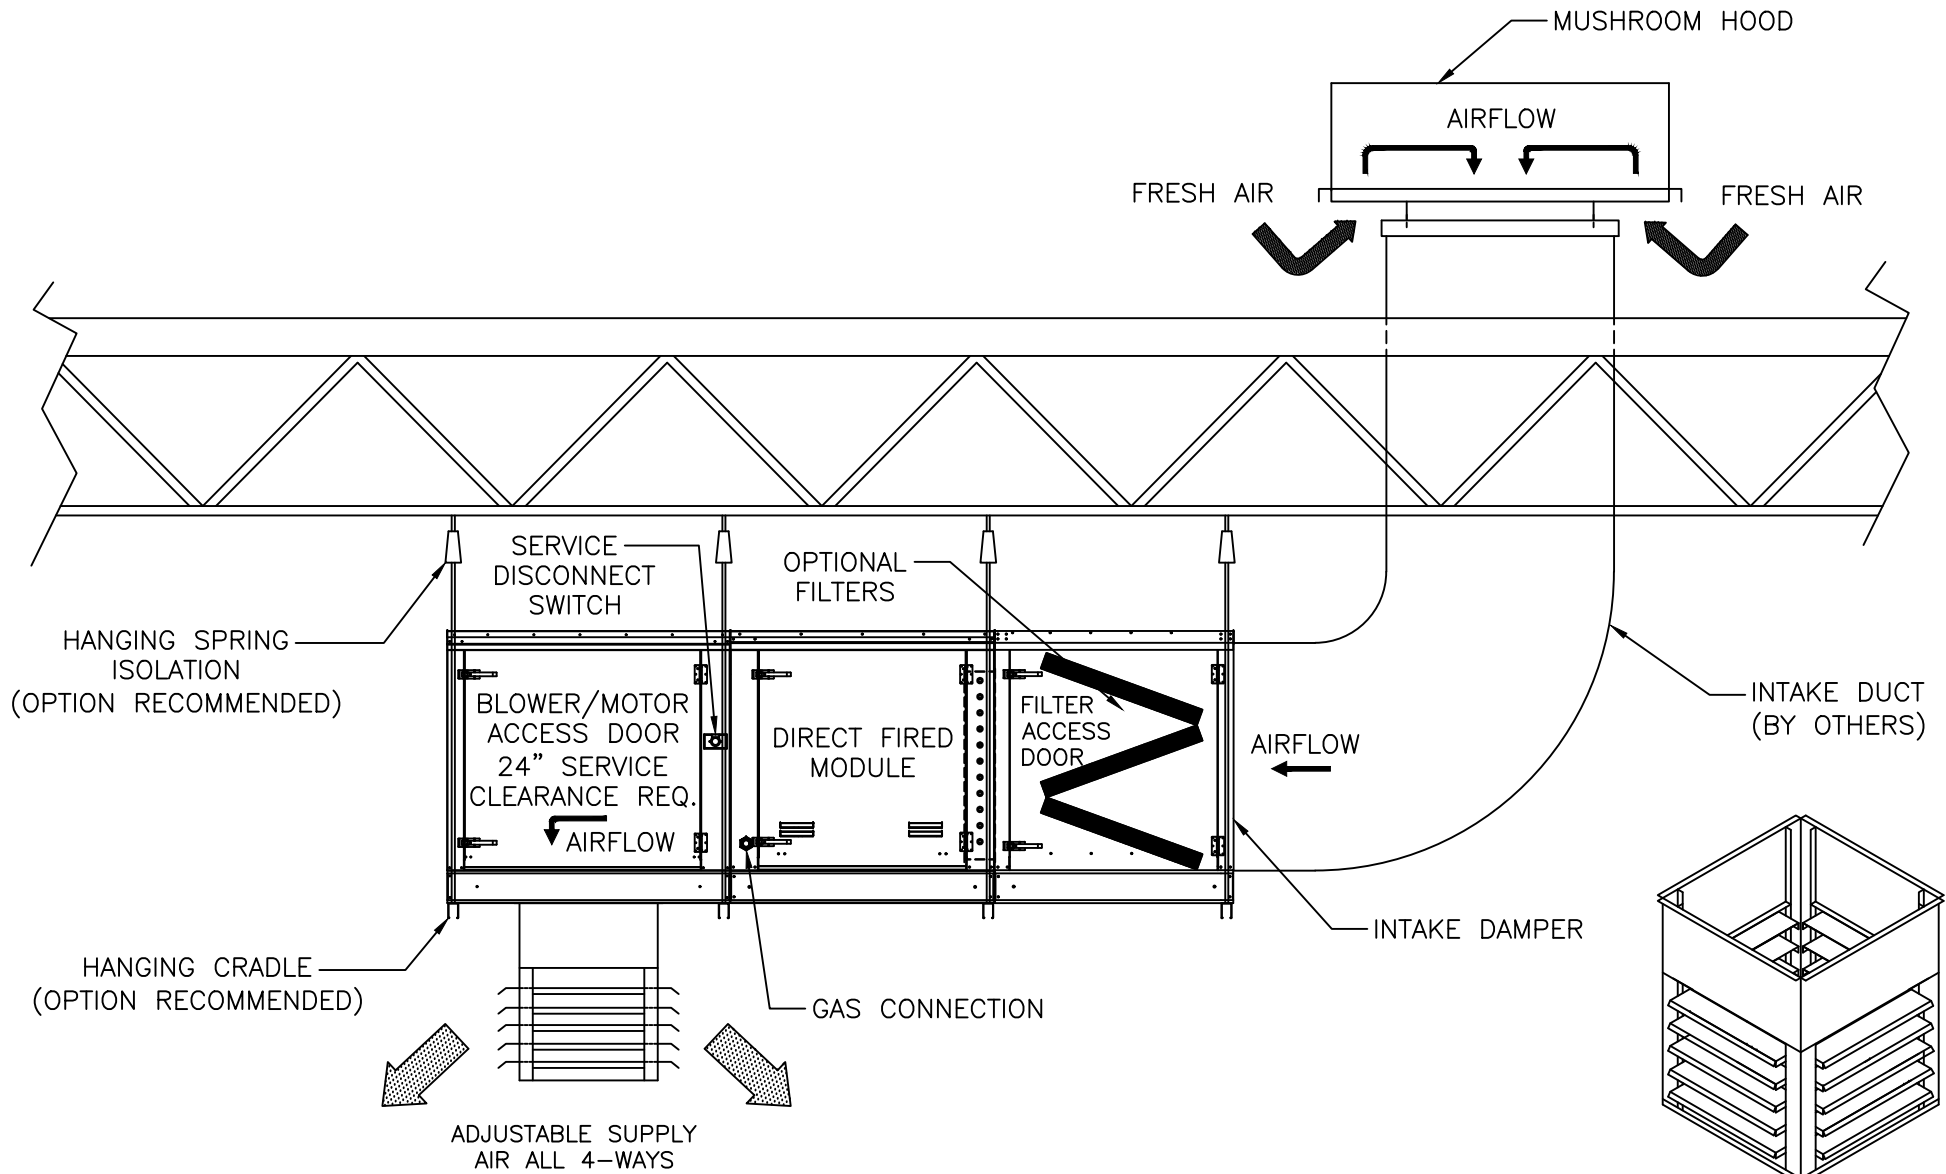 MUSHROOM HOOD
AIRFLOW
FRESH AIR
FRESH AIR
SERVICE
DISCONNECT
SWITCH
OPTIONAL
FILTERS
HANGING SPRING
ISOLATION
(OPTION RECOMMENDED)
BLOWER/MOTOR
ACCESS DOOR
24" SERVICE
CLEARANCE REQ.
AIRFLOW
DIRECT FIRED
MODULE
FILTER
ACCESS
DOOR
AIRFLOW
INTAKE DUCT
(BY OTHERS)
INTAKE DAMPER
HANGING CRADLE
(OPTION RECOMMENDED)
GAS CONNECTION
ADJUSTABLE SUPPLY
AIR ALL 4-WAYS